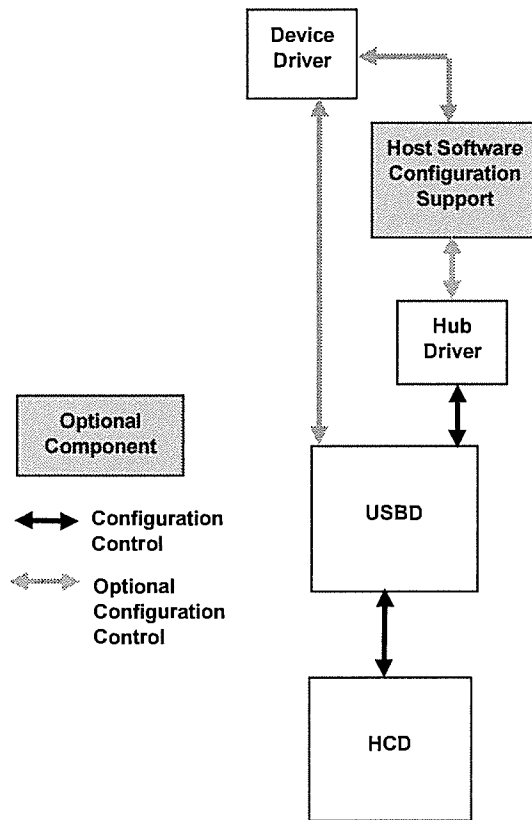 Device
Driver
Host Software
Configuration
Support
Hub
Driver
Optional
Component
USBD
Configuration
Control
Optional
Configuration
Control
HCD